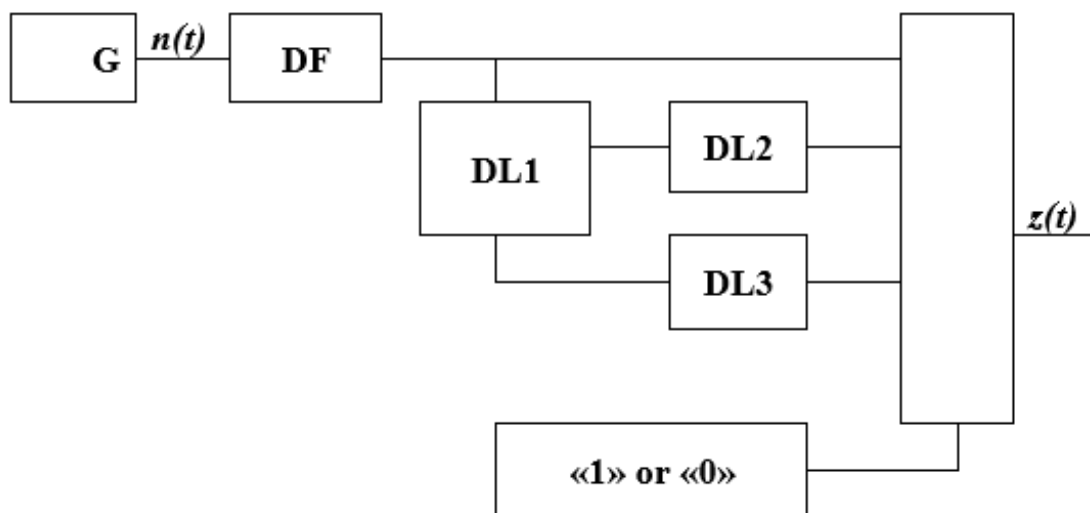 G
n(t)
DF
DL1
DL2
DL3
z(t)
«1» or «0»